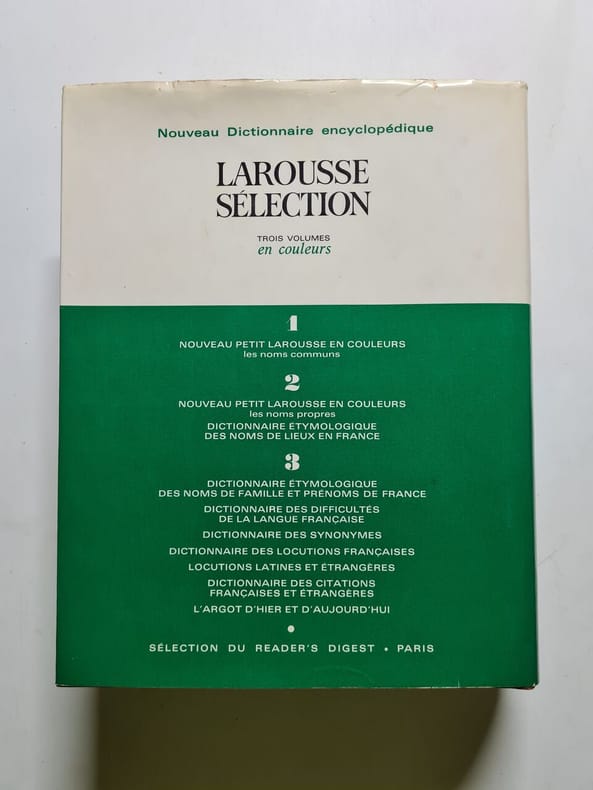 Nouveau Dictionnaire encyclopédique
LAROUSSE
SÉLECTION
TROIS VOLUMES
en couleurs
1
NOUVEAU PETIT LAROUSSE EN COULEURS
les noms communs
2
NOUVEAU PETIT LAROUSSE EN COULEURS
les noms propres
DICTIONNAIRE ÉTYMOLOGIQUE
DES NOMS DE LIEUX EN FRANCE
3
DICTIONNAIRE ÉTYMOLOGIQUE
DES NOMS DE FAMILLE ET PRÉNOMS DE FRANCE
DICTIONNAIRE DES DIFFICULTÉS
DE LA LANGUE FRANÇAISE
DICTIONNAIRE DES SYNONYMES
DICTIONNAIRE DES LOCUTIONS FRANÇAISES
LOCUTIONS LATINES ET ÉTRANGÈRES
DICTIONNAIRE DES CITATIONS
FRANÇAISES ET ÉTRANGÈRES
L'ARGOT D'HIER ET D'AUJOURD'HUI
•
SÉLECTION DU READER'S DIGEST • PARIS